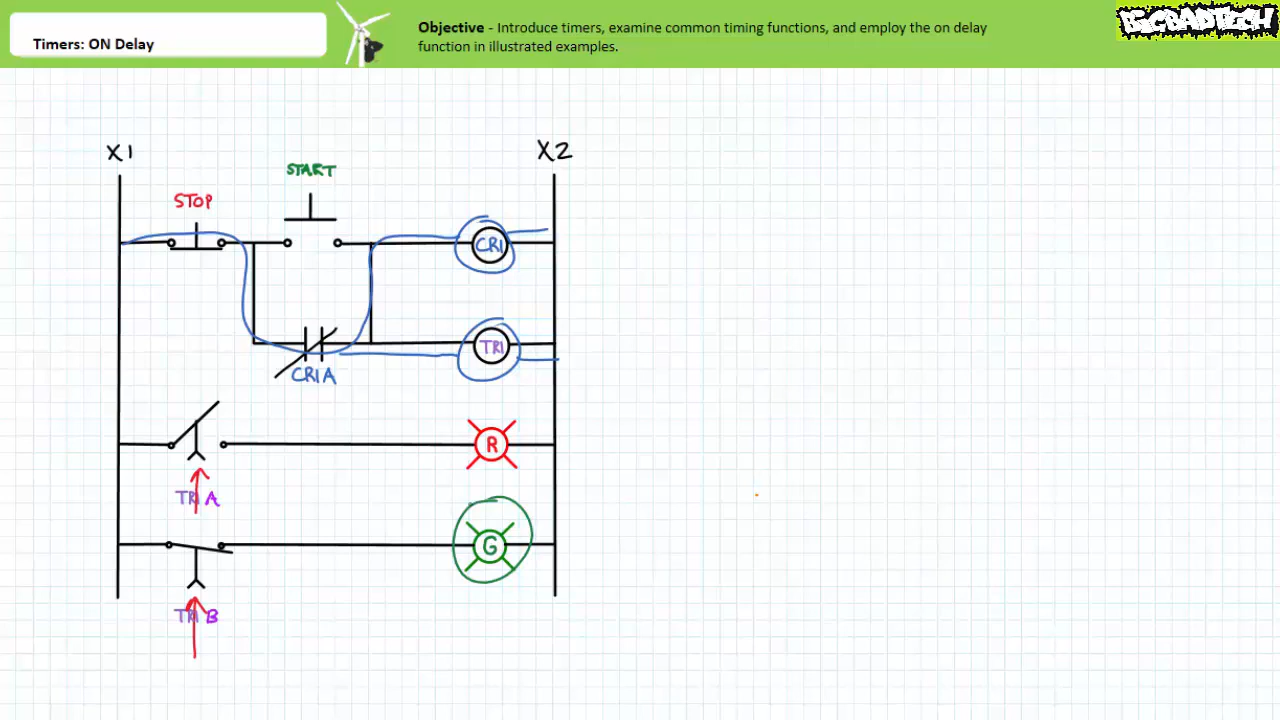 Timers: ON Delay
Objective - Introduce timers, examine common timing functions, and employ the on delay
function in illustrated examples.
BIGBADTECH
X1
X2
START
STOP
CR1
TR1
CR1A
R
TR1A
G
TR1B